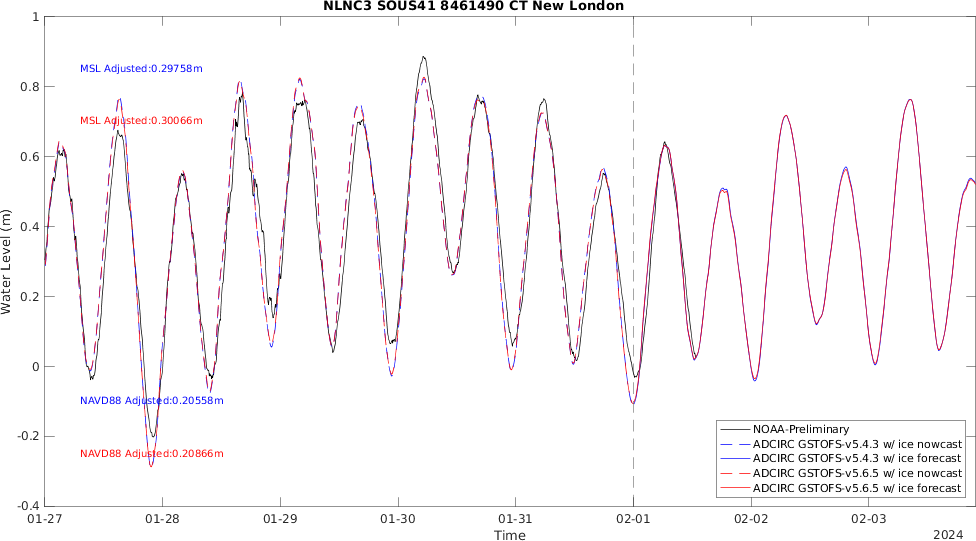 NLNC3 SOUS41 8461490 CT New London
1
0.8
0.6
0.4
0.2
0
-0.2
-0.4
Water Level (m)
MSL Adjusted:0.29758m
MSL Adjusted:0.30066m
NAVD88 Adjusted:0.20558m
NAVD88 Adjusted:0.20866m
NOAA-Preliminary
ADCIRC GSTOFS-v5.4.3 w/ ice nowcast
ADCIRC GSTOFS-v5.4.3 w/ ice forecast
ADCIRC GSTOFS-v5.6.5 w/ ice nowcast
ADCIRC GSTOFS-v5.6.5 w/ ice forecast
01-27 01-28 01-29 01-30 01-31 02-01 02-02 02-03
Time
2024